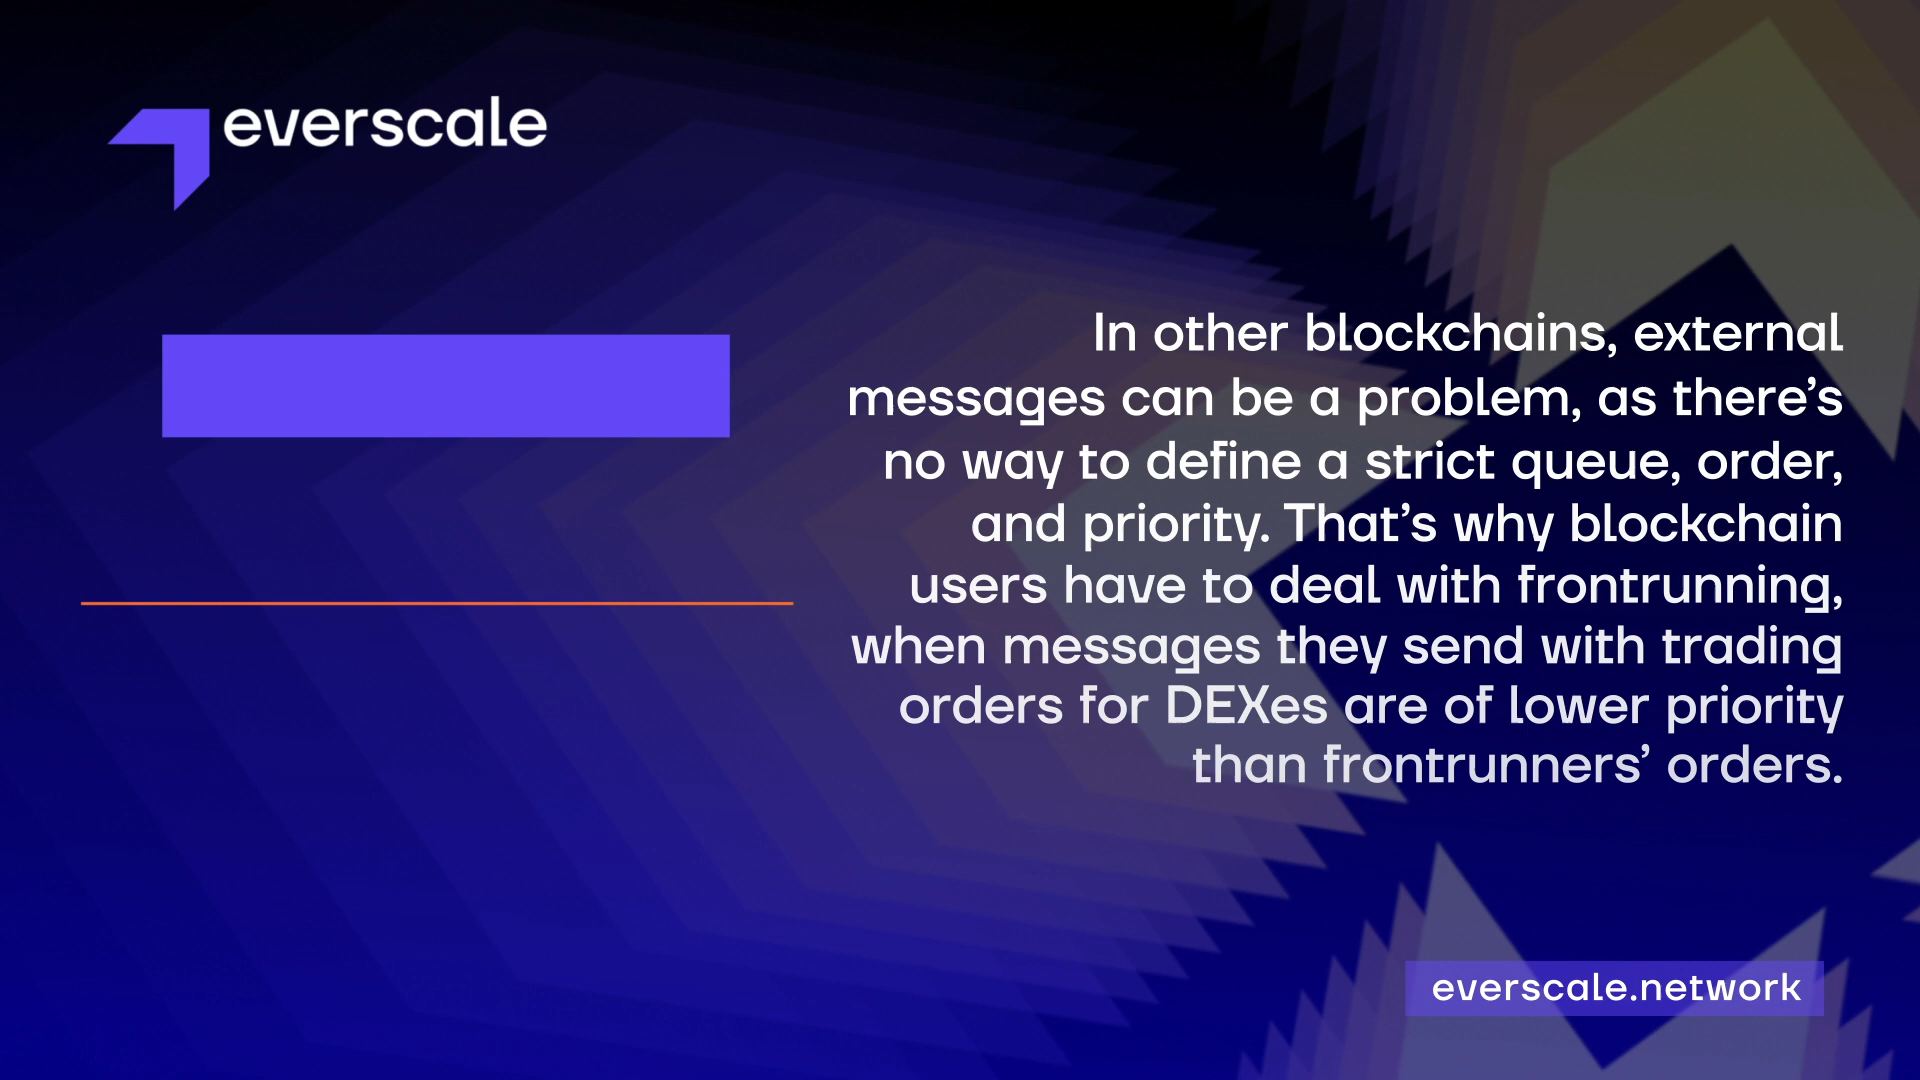 everscale
In other blockchains, external
messages can be a problem, as there’s
no way to define a strict queue, order,
and priority. That’s why blockchain
users have to deal with frontrunning,
when messages they send with trading
orders for DEXes are of lower priority
than frontrunners’ orders.
everscale.network